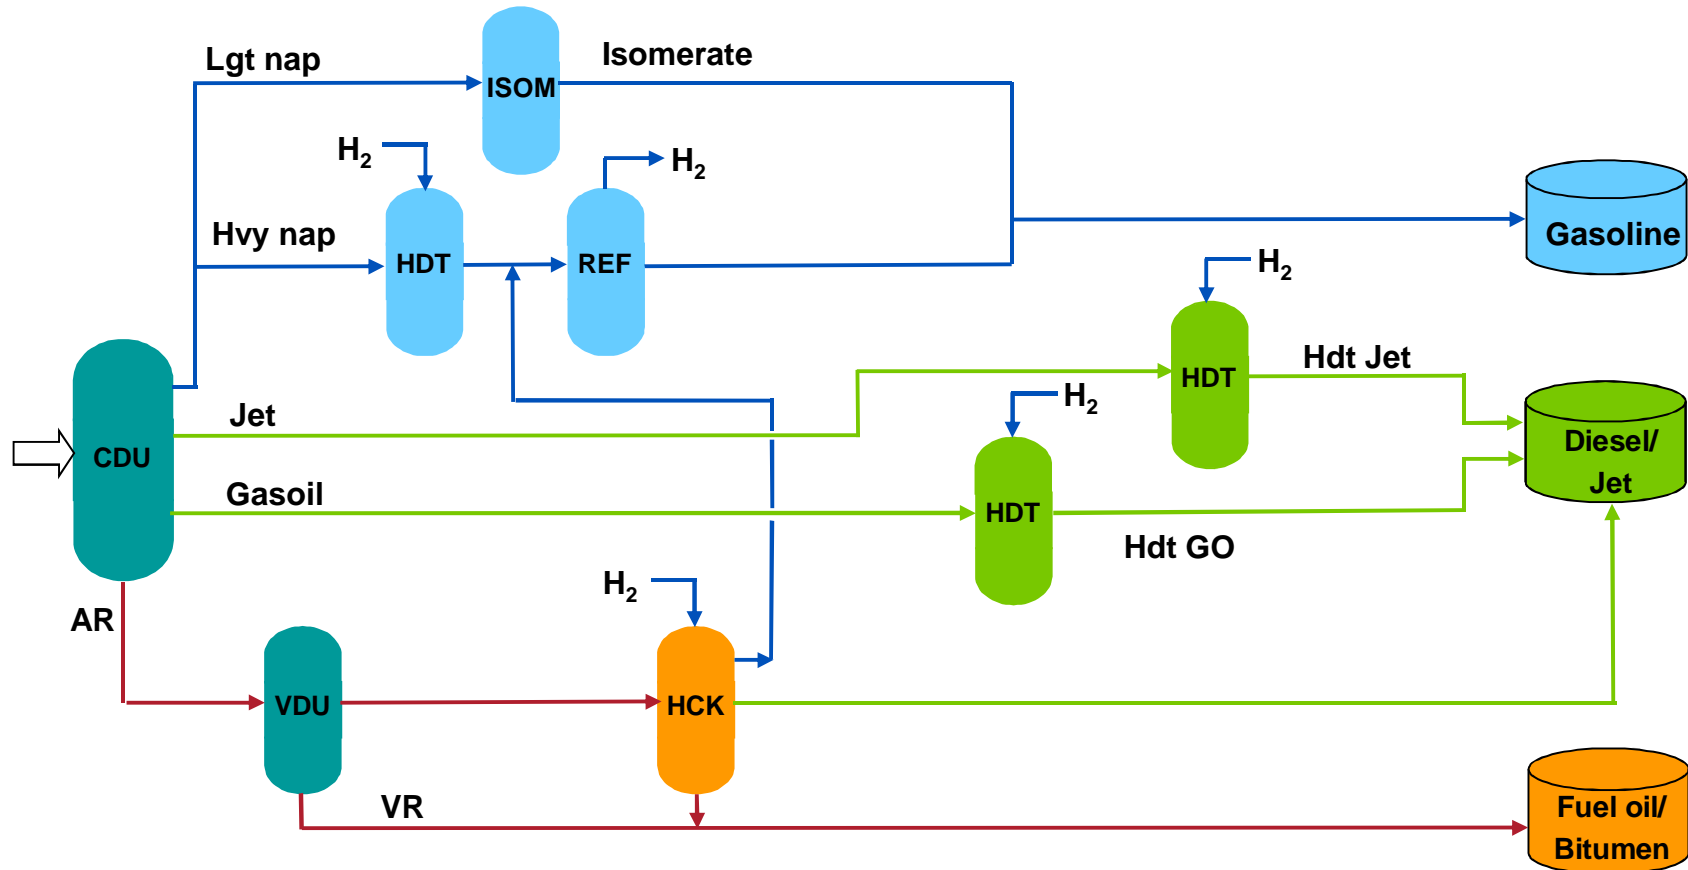 Lgt nap
ISOM
Isomerate
H₂
H₂
Hvy nap
HDT
REF
Gasoline
H₂
Jet
HDT
Hdt Jet
CDU
H₂
Diesel/
Jet
Gasoil
HDT
Hdt GO
AR
H₂
VDU
HCK
VR
Fuel oil/
Bitumen